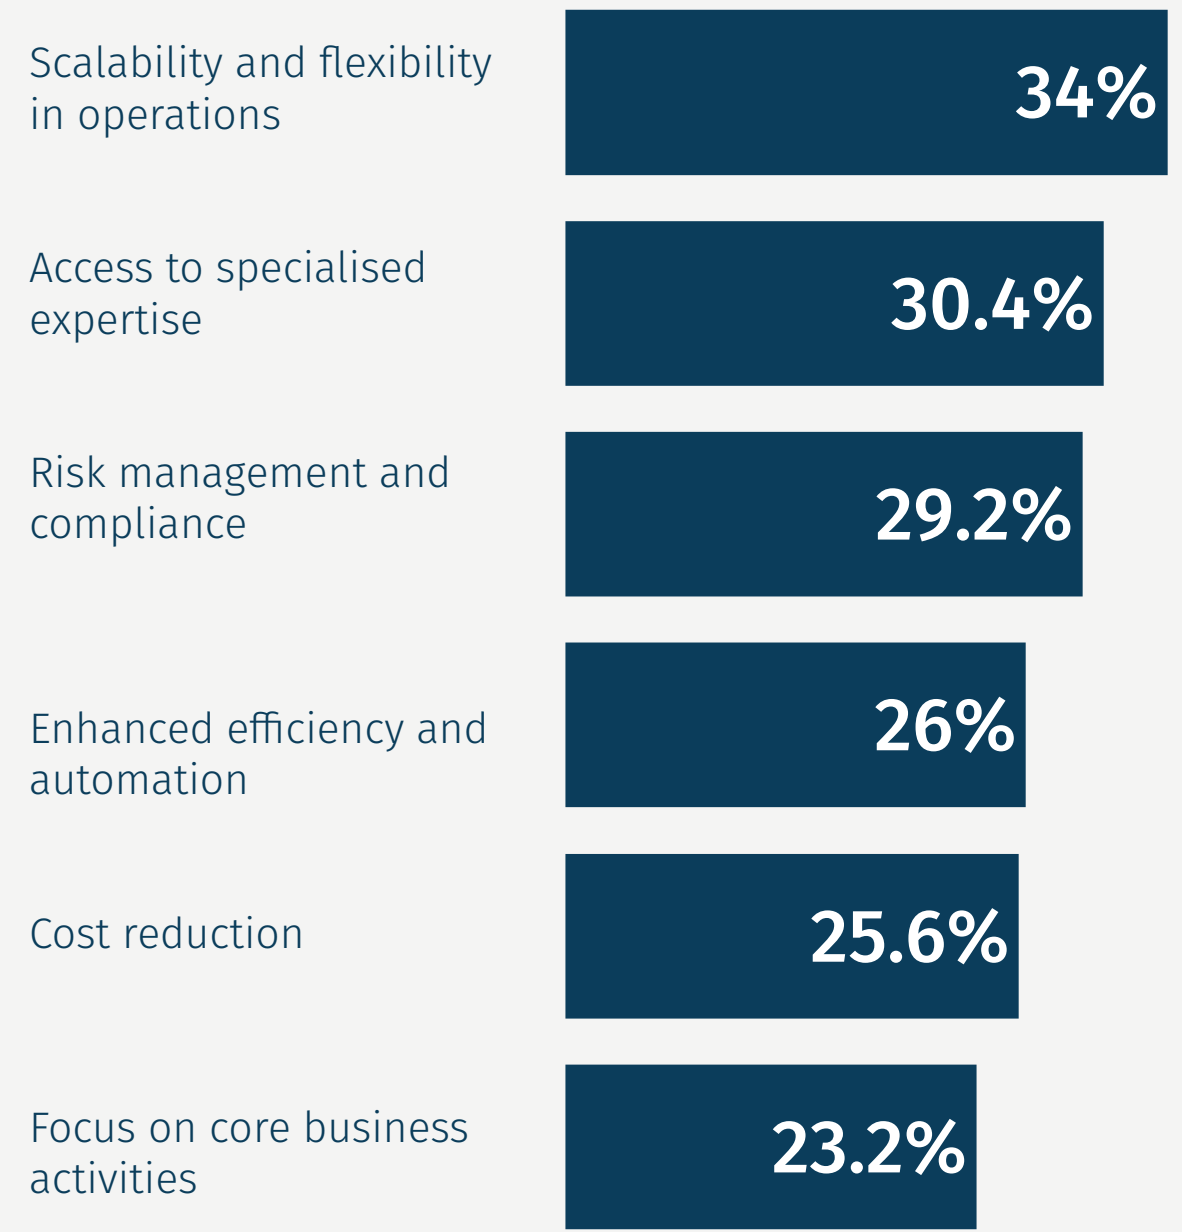 Scalability and flexibility
in operations
34%
Access to specialised
expertise
30.4%
Risk management and
compliance
29.2%
Enhanced efficiency and
automation
26%
Cost reduction
25.6%
Focus on core business
activities
23.2%